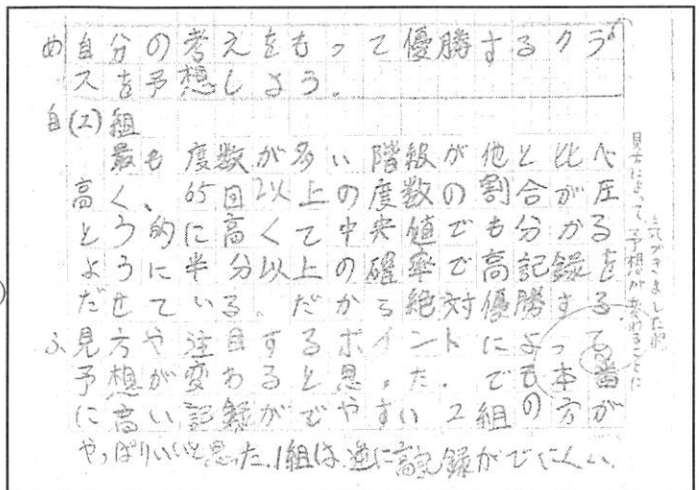 め 自分の考えをもって優勝するクラ
スを予想しよう.
自(2)組
最も度数が多い階級が他と比べ
高く、65回以上の度数の割合が圧
とう的に高くて中央値でも分かる
ように半分以上の確率で高記録を
だせている。だから絶対優勝する。
ふ 見方や注目するポイントによって
予想が変わると思った.でも本番
に高い記録がでやすい2組の方が
やっぱりいいと思った.1組は逆に高記録がでにくい.
見方によって予想が変わることに
気がきました